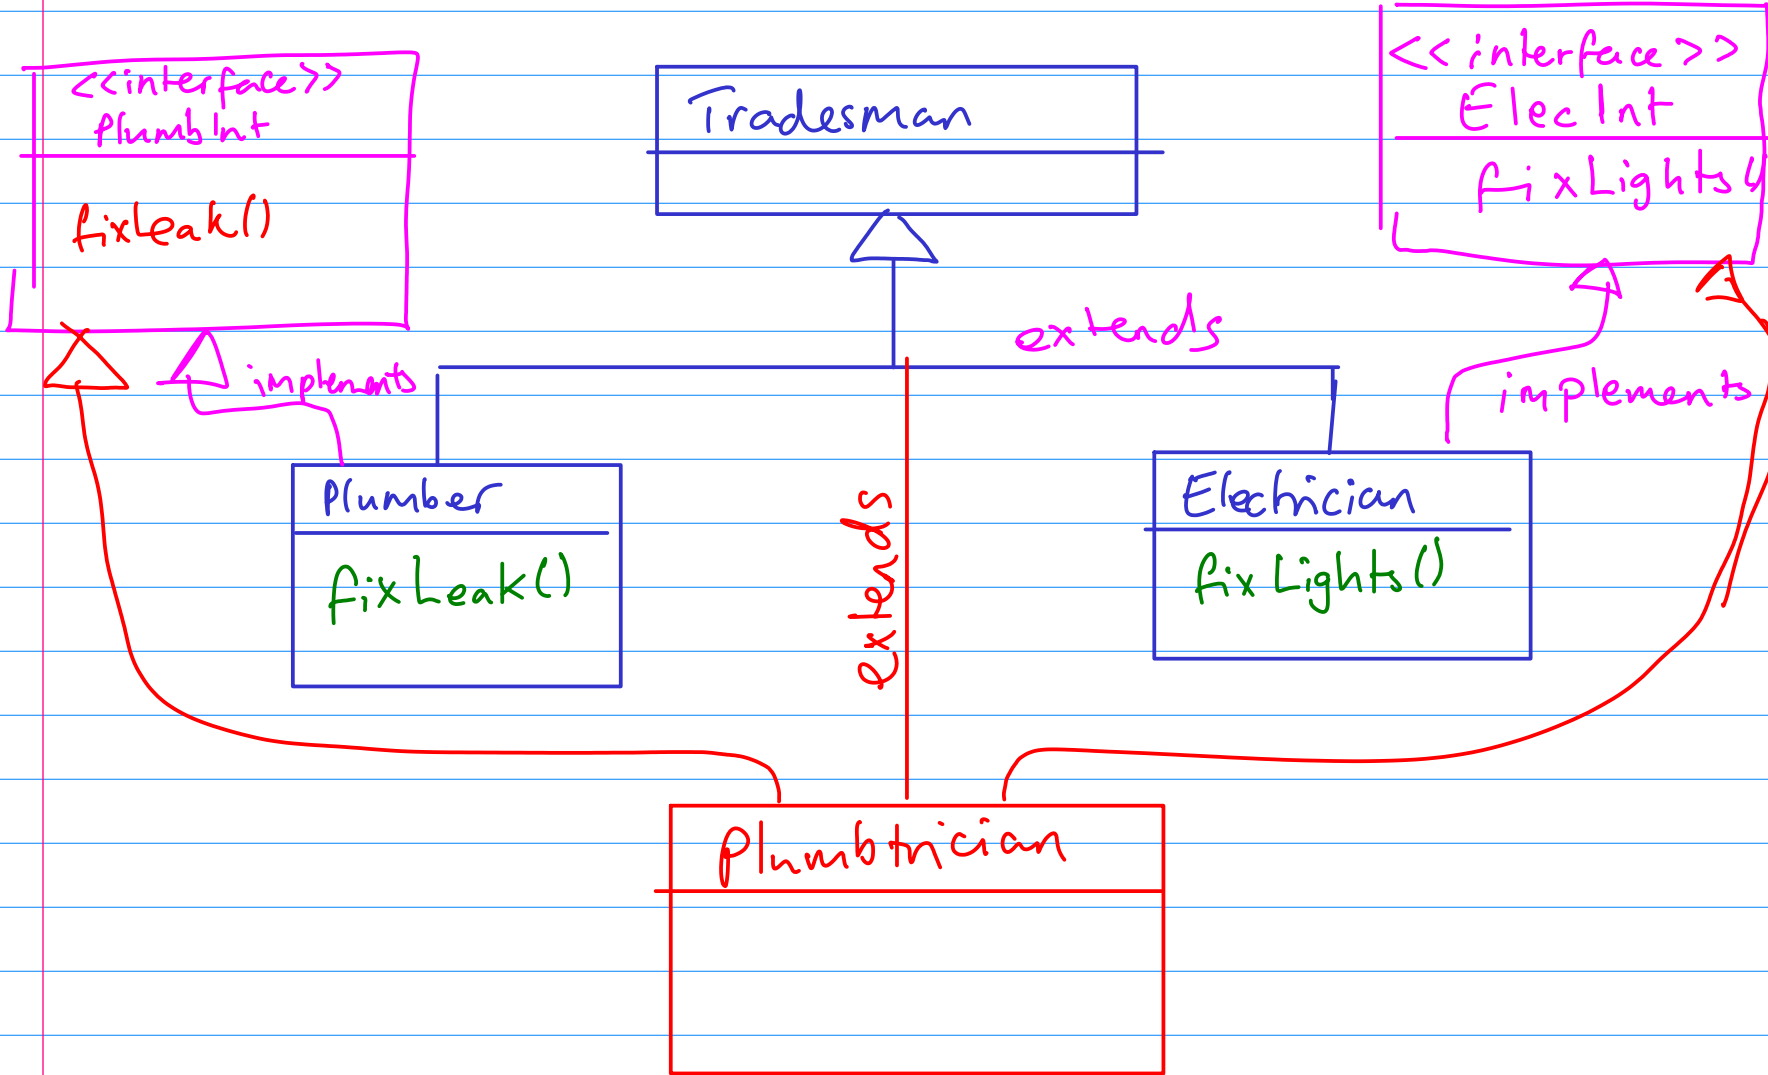 <<interface>>
PlumbInt
fixLeak()
Tradesman
<<interface>>
ElecInt
fixLights()
implements
extends
implements
Plumber
fixLeak()
extends
Electrician
fixLights()
Plumbtrician